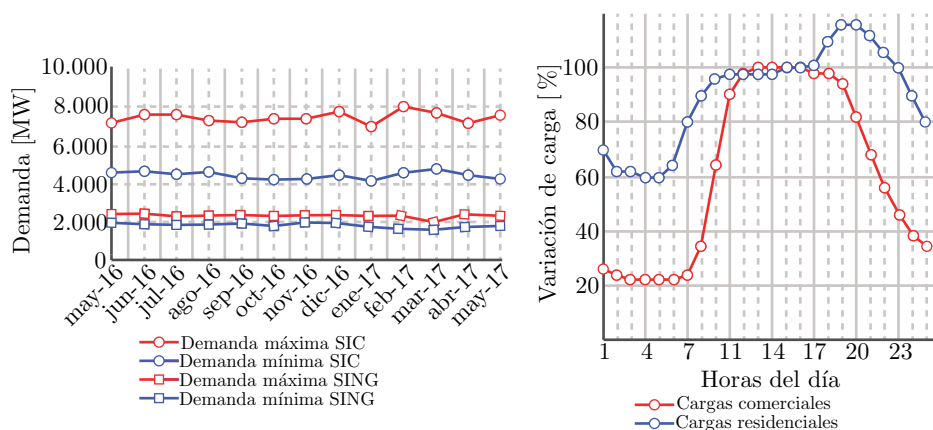 Demanda [MW]
10.000
8.000
6.000
4.000
2.000
0
may-16
jun-16
jul-16
ago-16
sep-16
oct-16
nov-16
dic-16
ene-17
feb-17
mar-17
abr-17
may-17
Demanda máxima SIC
Demanda mínima SIC
Demanda máxima SING
Demanda mínima SING
Variación de carga [%]
100
80
60
40
20
1 4 7 11 14 17 20 23
Horas del día
Cargas comerciales
Cargas residenciales